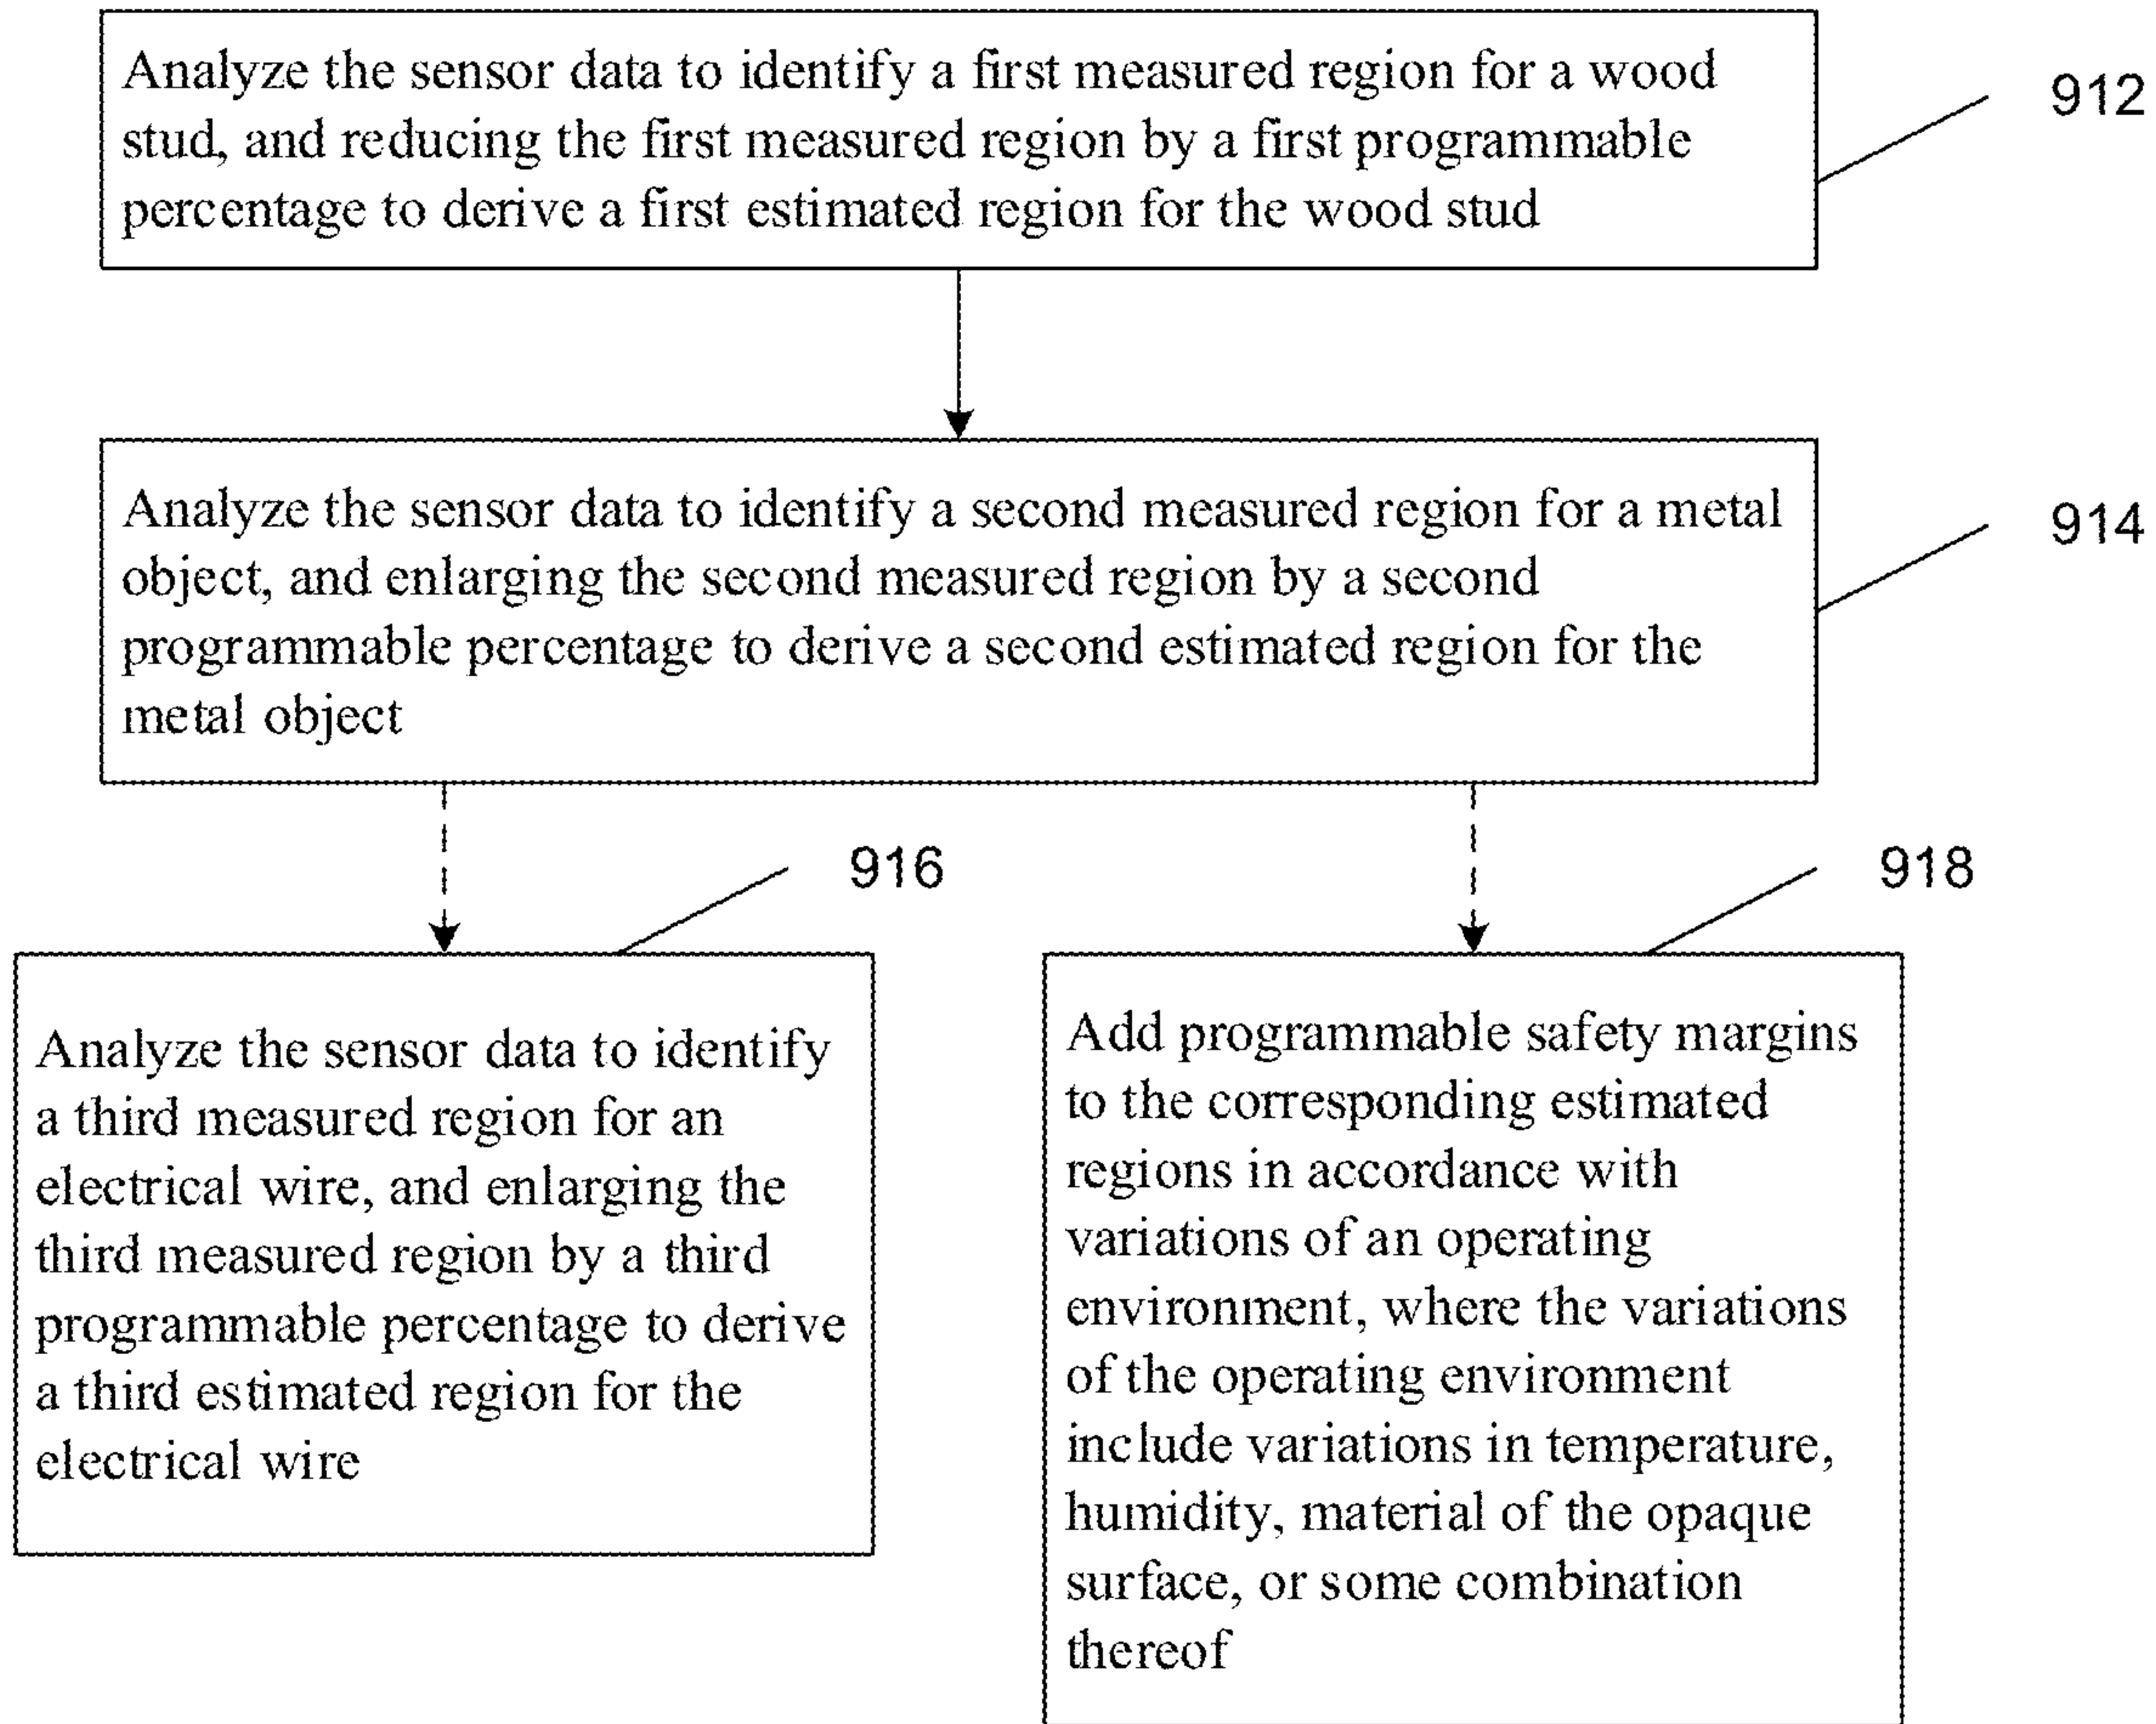 Analyze the sensor data to identify a first measured region for a wood
stud, and reducing the first measured region by a first programmable
percentage to derive a first estimated region for the wood stud
912
Analyze the sensor data to identify a second measured region for a metal
object, and enlarging the second measured region by a second
programmable percentage to derive a second estimated region for the
metal object
914
916
Analyze the sensor data to identify
a third measured region for an
electrical wire, and enlarging the
third measured region by a third
programmable percentage to derive
a third estimated region for the
electrical wire
918
Add programmable safety margins
to the corresponding estimated
regions in accordance with
variations of an operating
environment, where the variations
of the operating environment
include variations in temperature,
humidity, material of the opaque
surface, or some combination
thereof